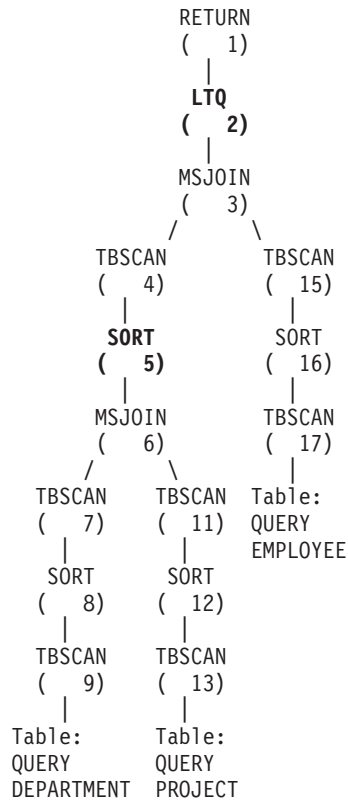 RETURN
( 1)
|
LTQ
( 2)
|
MSJOIN
( 3)
/ \
TBSCAN TBSCAN
( 4) ( 15)
| |
SORT SORT
( 5) ( 16)
| |
MSJOIN TBSCAN
( 6) ( 17)
/ \ |
TBSCAN TBSCAN Table:
( 7) ( 11) QUERY
| | EMPLOYEE
SORT SORT
( 8) ( 12)
| |
TBSCAN TBSCAN
( 9) ( 13)
| |
Table: Table:
QUERY QUERY
DEPARTMENT PROJECT